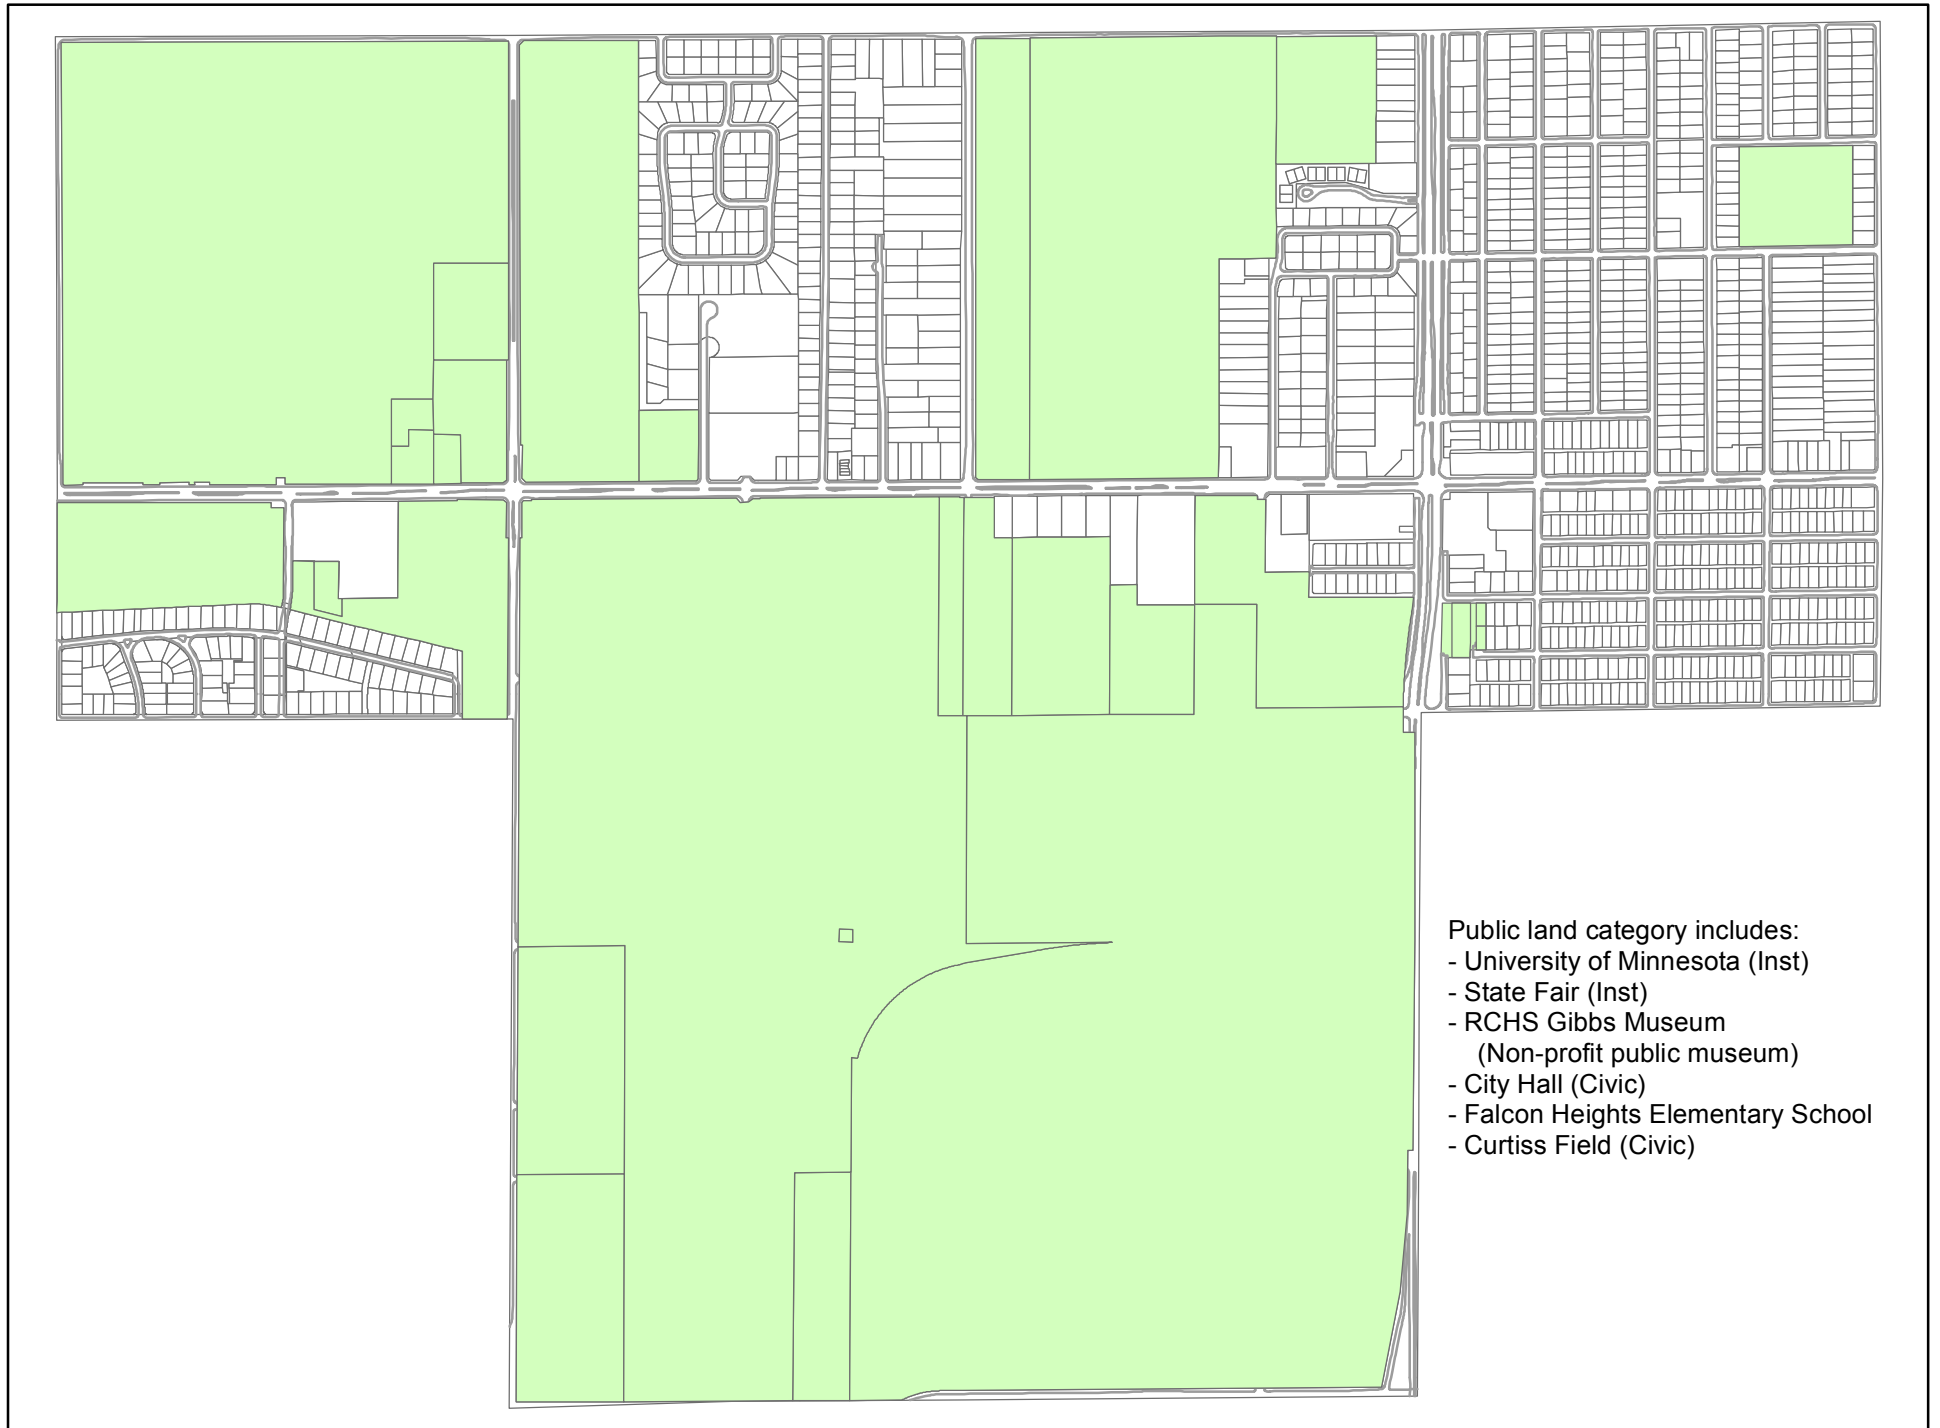 Public land category includes:
- University of Minnesota (Inst)
- State Fair (Inst)
- RCHS Gibbs Museum
(Non-profit public museum)
- City Hall (Civic)
- Falcon Heights Elementary School
- Curtiss Field (Civic)